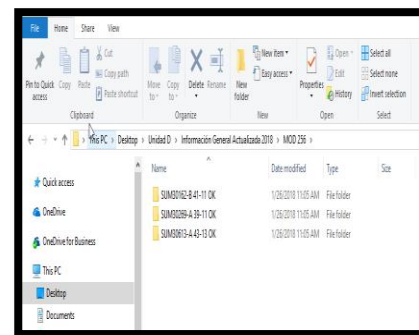 File Home Share View
Pin to Quick access
Copy
Paste
Cut
Copy path
Paste shortcut
Clipboard
Move to
Copy to
Delete
Rename
Organize
New folder
New item
Easy access
New
Properties
Open
Edit
History
Open
Select all
Select none
Invert selection
Select
This PC > Desktop > Unidad D > Información General Actualizada 2018 > MOD 256 >
Name Date modified Type Size
Quick access
OneDrive
OneDrive for Business
This PC
Desktop
Documents
SUM30162-B 41-11 OK 1/26/2018 11:05 AM File folder
SUM30269-A 39-11 OK 1/26/2018 11:05 AM File folder
SUM30613-A 43-13 OK 1/26/2018 11:05 AM File folder